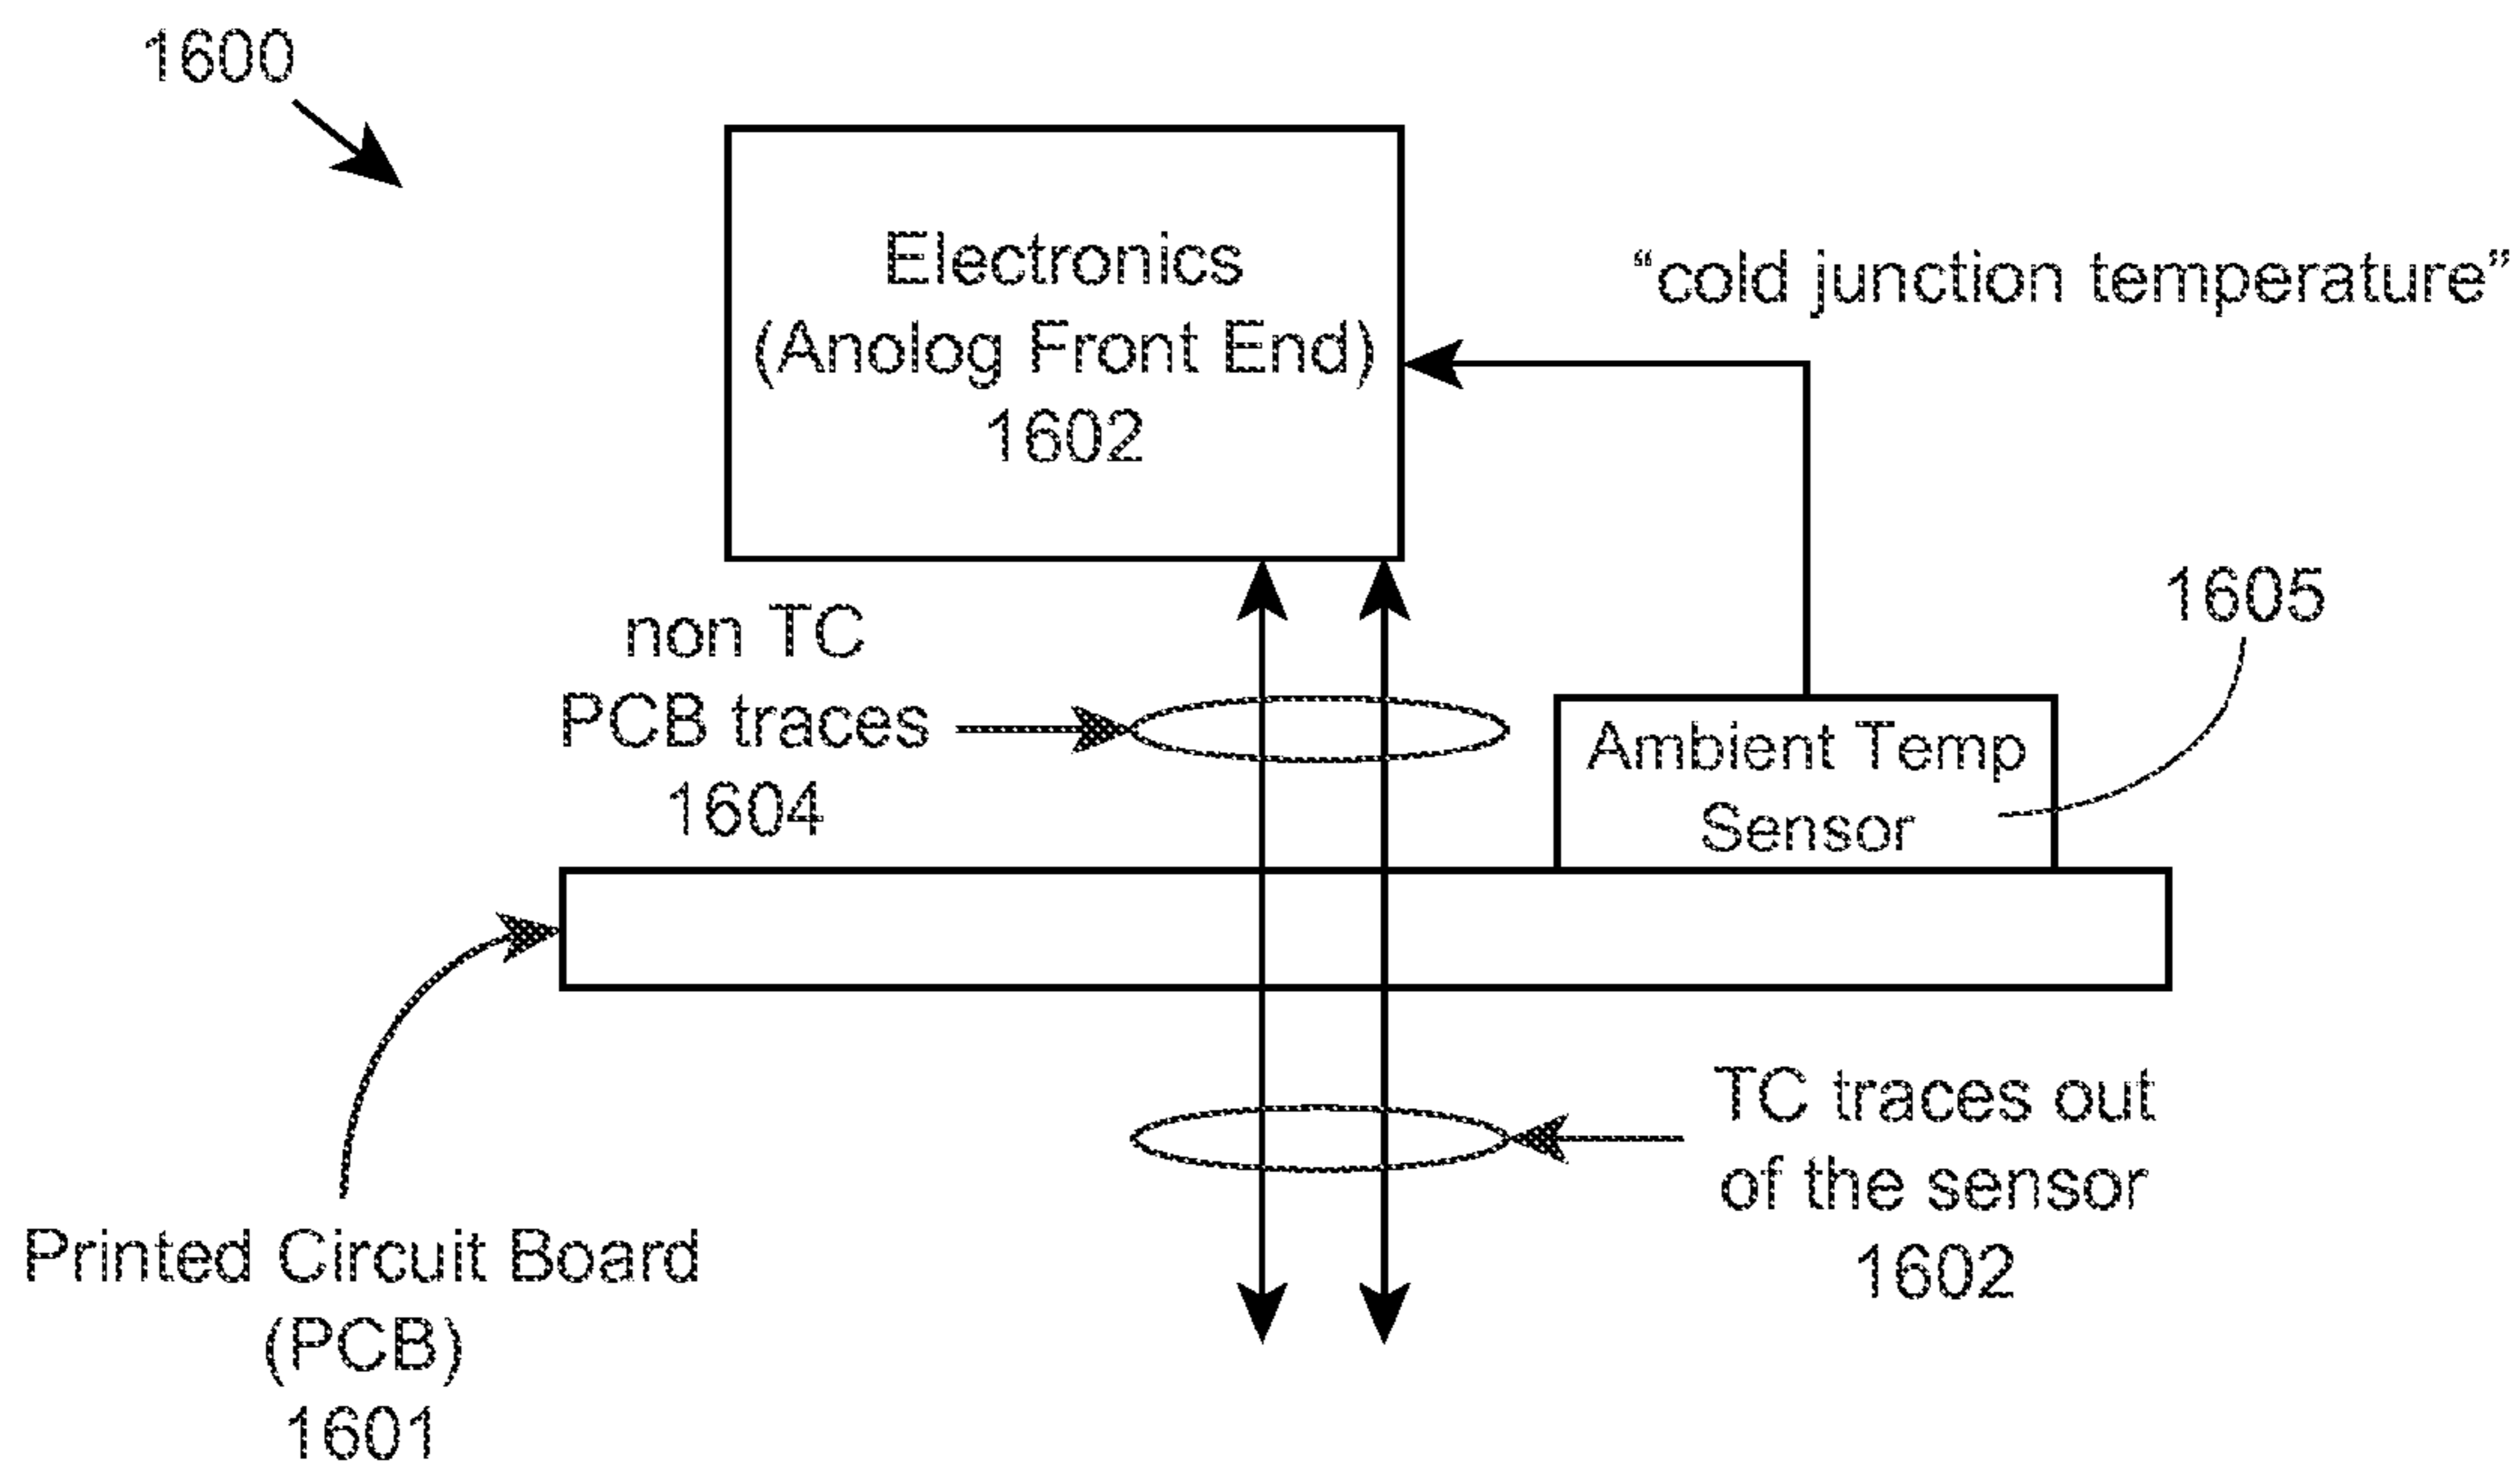 1600
Electronics
(Anolog Front End)
1602
“cold junction temperature”
non TC
PCB traces
1604
1605
Ambient Temp
Sensor
TC traces out
of the sensor
1602
Printed Circuit Board
(PCB)
1601